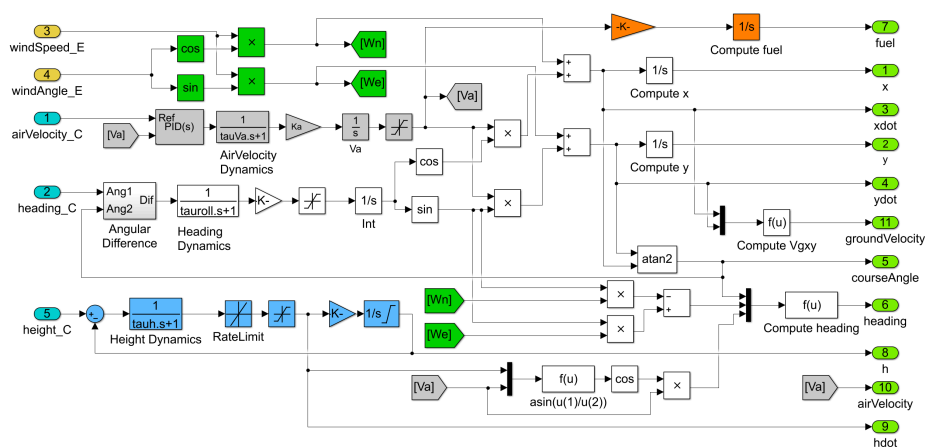 3
windSpeed_E
4
windAngle_E
cos
sin
×
×
[Wn]
[We]
-K-
1/s
Compute fuel
7
fuel
+
+
1/s
Compute x
1
x
1
airVelocity_C
[Va]
Ref
PID(s)
1
tauVa.s+1
AirVelocity
Dynamics
Ka
1
s
Va
[Va]
×
cos
3
xdot
+
+
1/s
Compute y
2
y
2
heading_C
Ang1
Ang2
Dif
Angular
Difference
1
tauroll.s+1
Heading
Dynamics
K-
1/s
Int
sin
×
4
ydot
f(u)
Compute Vgxy
11
groundVelocity
atan2
5
courseAngle
[Wn]
[We]
×
×
−
+
f(u)
Compute heading
6
heading
5
height_C
+
−
1
tauh.s+1
Height Dynamics
RateLimit
K-
1/s
8
h
[Va]
f(u)
asin(u(1)/u(2))
cos
×
[Va]
10
airVelocity
9
hdot